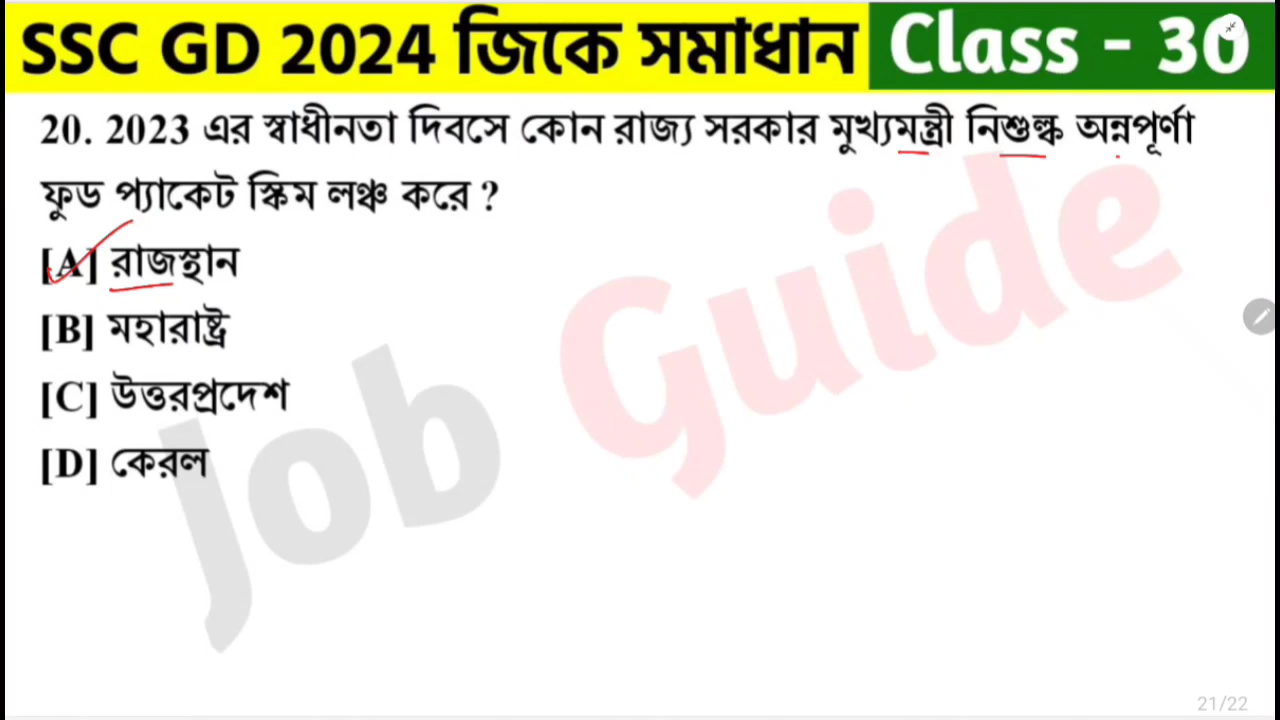 SSC GD 2024 জিকে সমাধান Class - 30
20. 2023 এর স্বাধীনতা দিবসে কোন রাজ্য সরকার মুখ্যমন্ত্রী নিশুল্ক অন্নপূর্ণা
ফুড প্যাকেট স্কিম লঞ্চ করে ?
[A] রাজস্থান
[B] মহারাষ্ট্র
[C] উত্তরপ্রদেশ
[D] কেরল
Job Guide
21/22